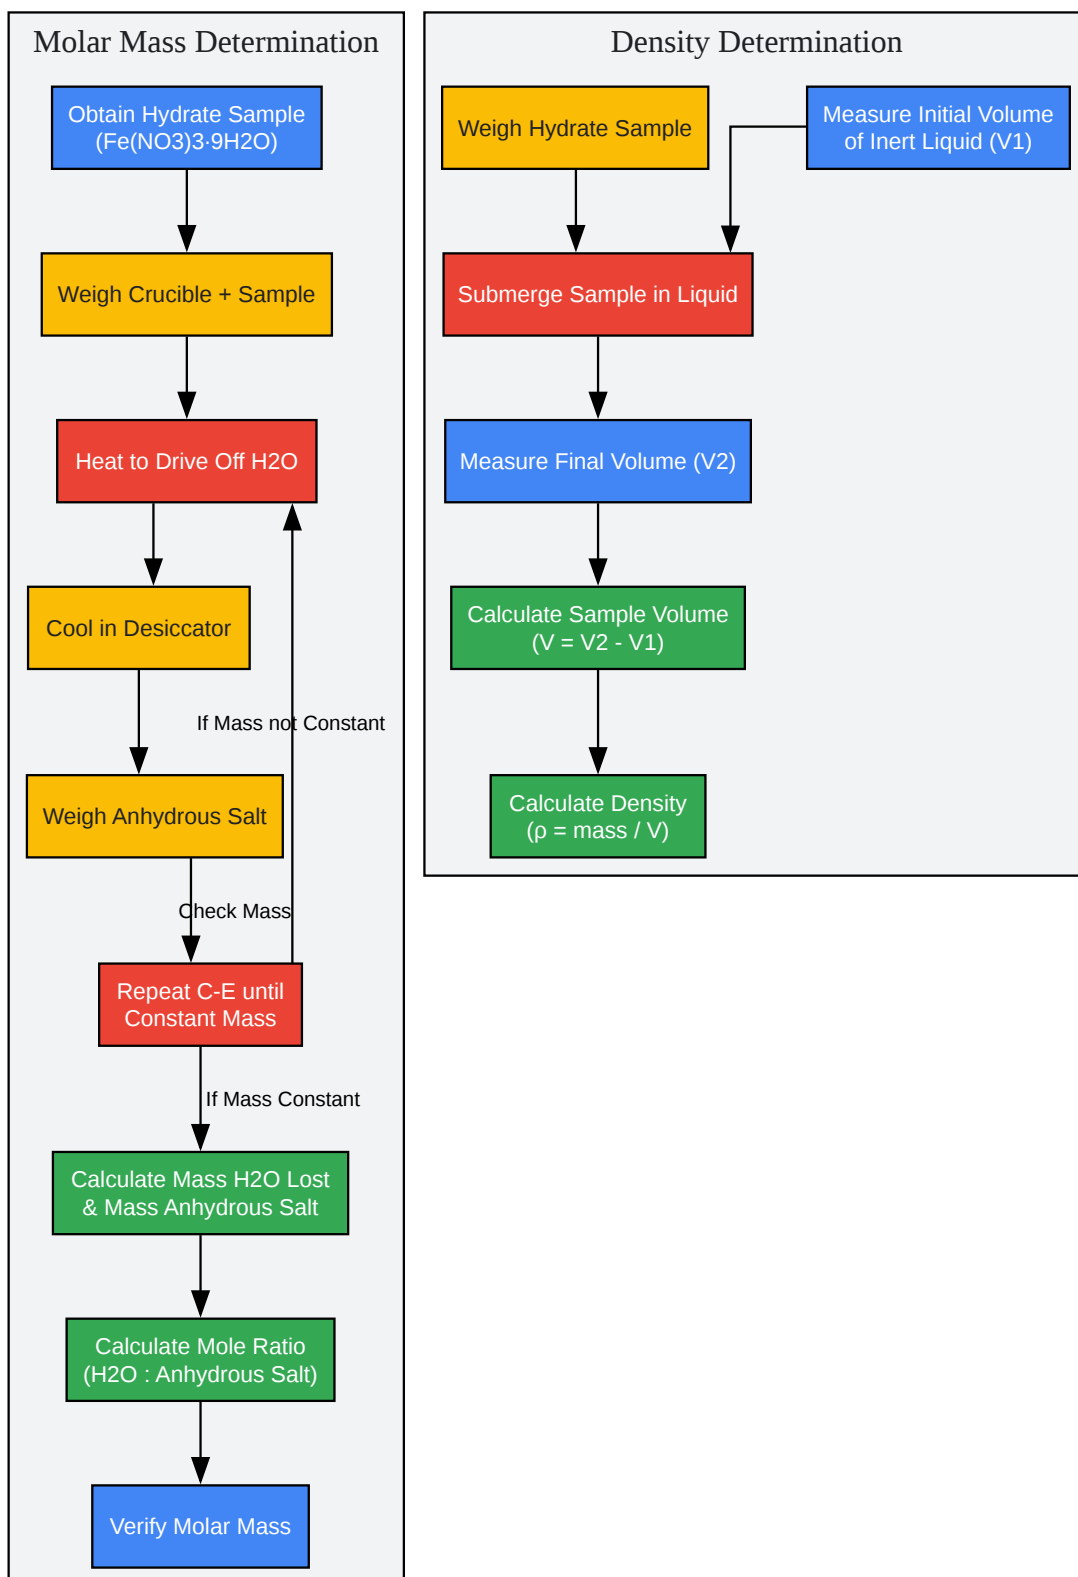 Molar Mass Determination
Obtain Hydrate Sample
(Fe(NO3)3·9H2O)
Weigh Crucible + Sample
Heat to Drive Off H2O
Cool in Desiccator
If Mass not Constant
Weigh Anhydrous Salt
Check Mass
Repeat C-E until
Constant Mass
If Mass Constant
Calculate Mass H2O Lost
& Mass Anhydrous Salt
Calculate Mole Ratio
(H2O : Anhydrous Salt)
Verify Molar Mass
Density Determination
Weigh Hydrate Sample
Measure Initial Volume
of Inert Liquid (V1)
Submerge Sample in Liquid
Measure Final Volume (V2)
Calculate Sample Volume
(V = V2 - V1)
Calculate Density
(ρ = mass / V)